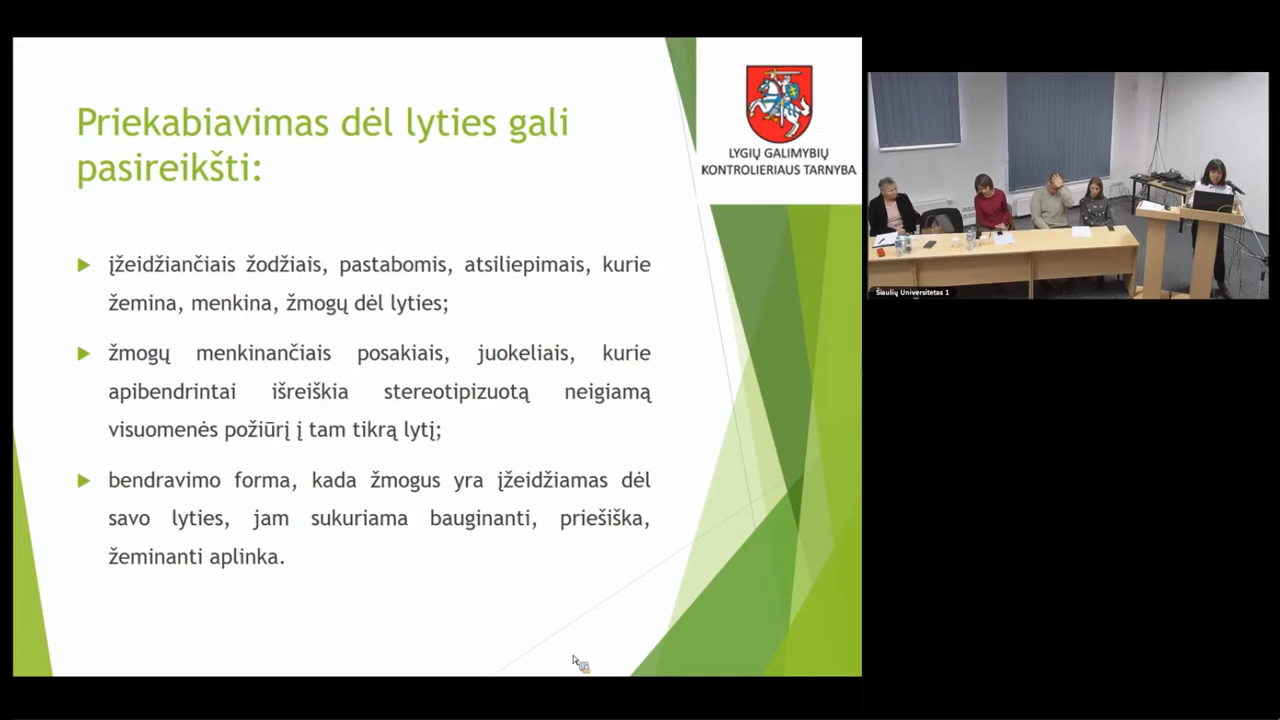 Priekabiavimas dėl lyties gali
pasireikšti:
įžeidžiančiais žodžiais, pastabomis, atsiliepimais, kurie
žemina, menkina, žmogų dėl lyties;
žmogų menkinančiais posakiais, juokeliais, kurie
apibendrintai išreiškia stereotipizuotą neigiamą
visuomenės požiūrį į tam tikrą lytį;
bendravimo forma, kada žmogus yra įžeidžiamas dėl
savo lyties, jam sukuriama bauginanti, priešiška,
žeminanti aplinka.
LYGIŲ GALIMYBIŲ
KONTROLIERIAUS TARNYBA
Šiaulių Universitetas 1